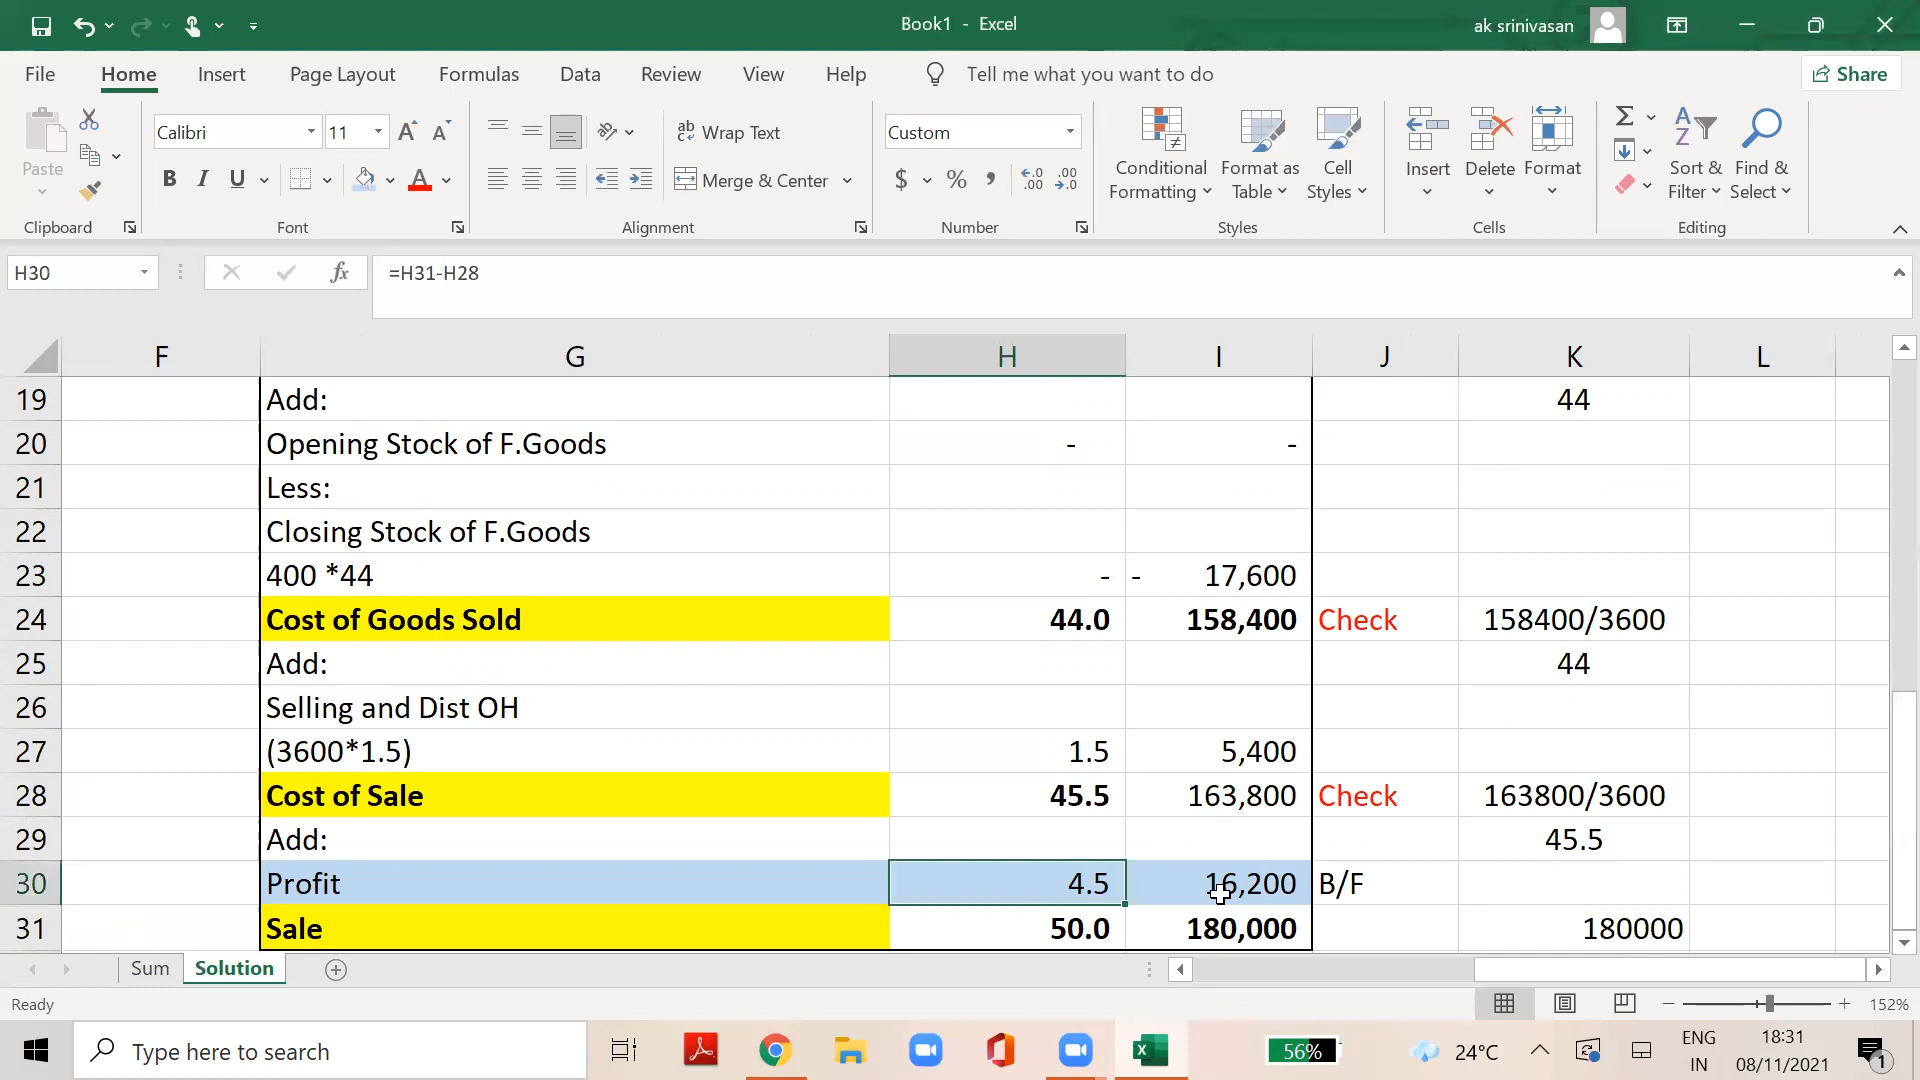 Book1 - Excel
ak srinivasan
File Home Insert Page Layout Formulas Data Review View Help Tell me what you want to do Share
Paste
Clipboard
Calibri 11 A A
B I U A
Font
ab Wrap Text
Merge & Center
Alignment
Custom
$ % , .00 .00
Number
Conditional Formatting
Format as Table
Cell Styles
Styles
Insert Delete Format
Cells
Sort & Filter
Find & Select
Editing
H30 fx =H31-H28
F G H I J K L
19 Add: 44
20 Opening Stock of F.Goods - -
21 Less:
22 Closing Stock of F.Goods
23 400 *44 - - 17,600
24 Cost of Goods Sold 44.0 158,400 Check 158400/3600
25 Add: 44
26 Selling and Dist OH
27 (3600*1.5) 1.5 5,400
28 Cost of Sale 45.5 163,800 Check 163800/3600
29 Add: 45.5
30 Profit 4.5 16,200 B/F
31 Sale 50.0 180,000 180000
Sum Solution
Ready 152%
Type here to search
56% 24°C
ENG
IN
18:31
08/11/2021
1